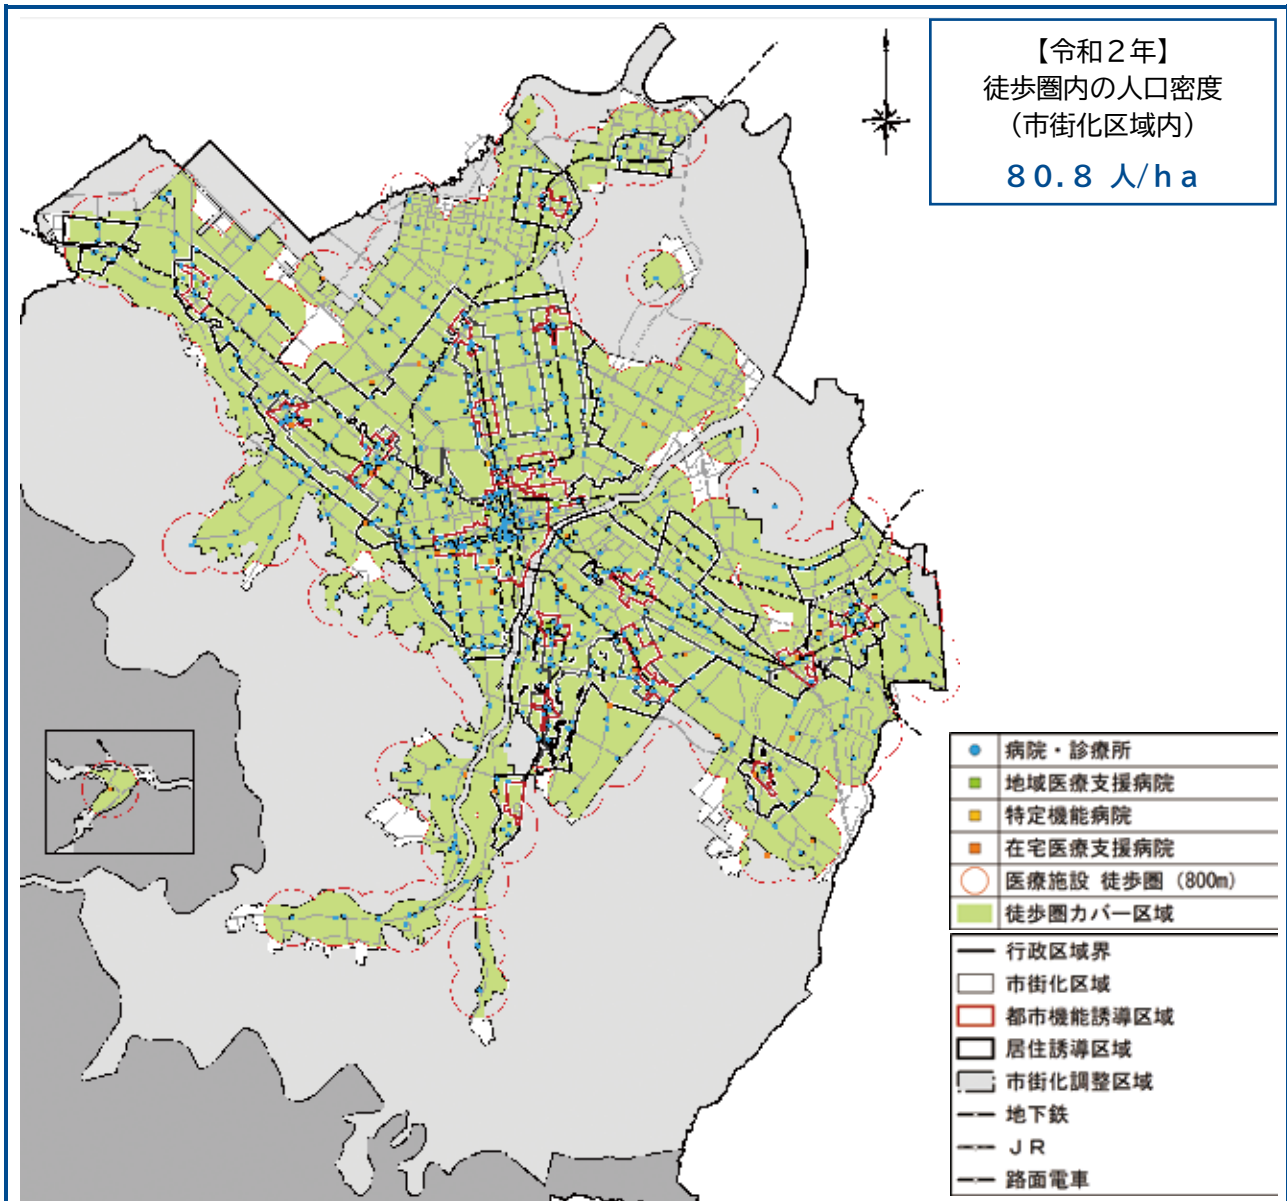 【令和２年】
徒歩圏内の人口密度
（市街化区域内）
８０.８ 人/ｈａ
病院・診療所
地域医療支援病院
特定機能病院
在宅医療支援病院
医療施設 徒歩圏 (800m)
徒歩圏カバー区域
行政区域界
市街化区域
都市機能誘導区域
居住誘導区域
市街化調整区域
地下鉄
ＪＲ
路面電車